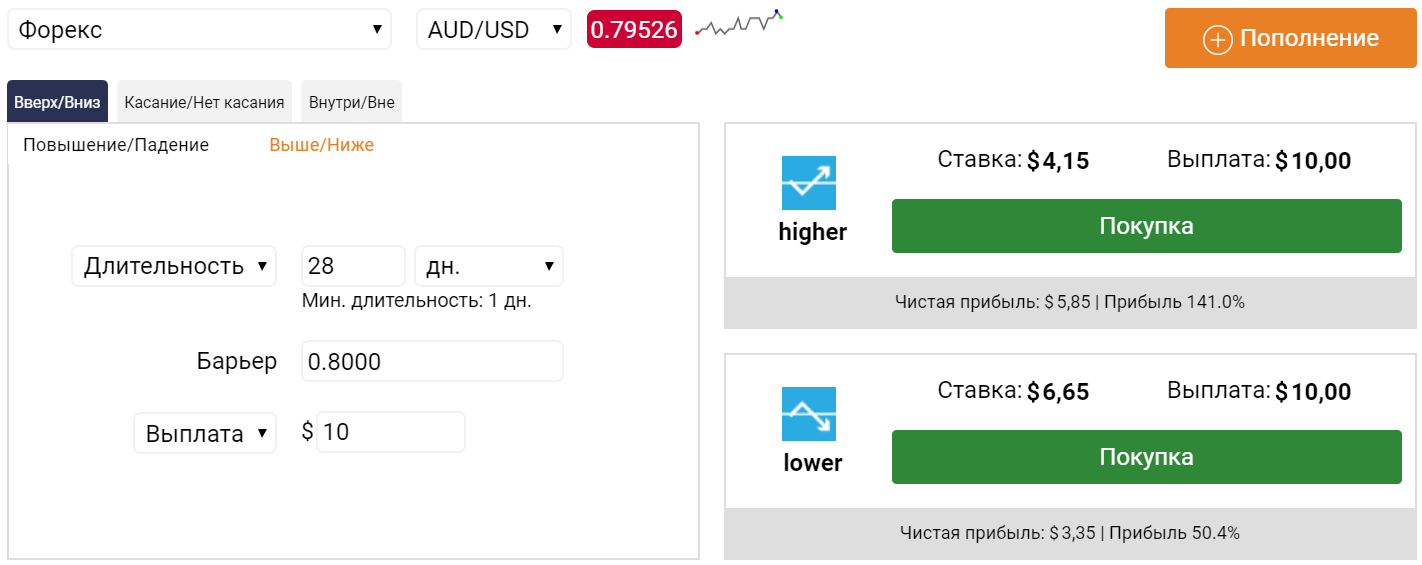 Форекс
AUD/USD
0.79526
Пополнение
Вверх/Вниз
Касание/Нет касания
Внутри/Вне
Повышение/Падение
Выше/Ниже
Длительность
28
дн.
Мин. длительность: 1 дн.
Барьер
0.8000
Выплата
$ 10
Ставка: $ 4,15
Выплата: $ 10,00
higher
Покупка
Чистая прибыль: $ 5,85 | Прибыль 141.0%
Ставка: $ 6,65
Выплата: $ 10,00
lower
Покупка
Чистая прибыль: $ 3,35 | Прибыль 50.4%